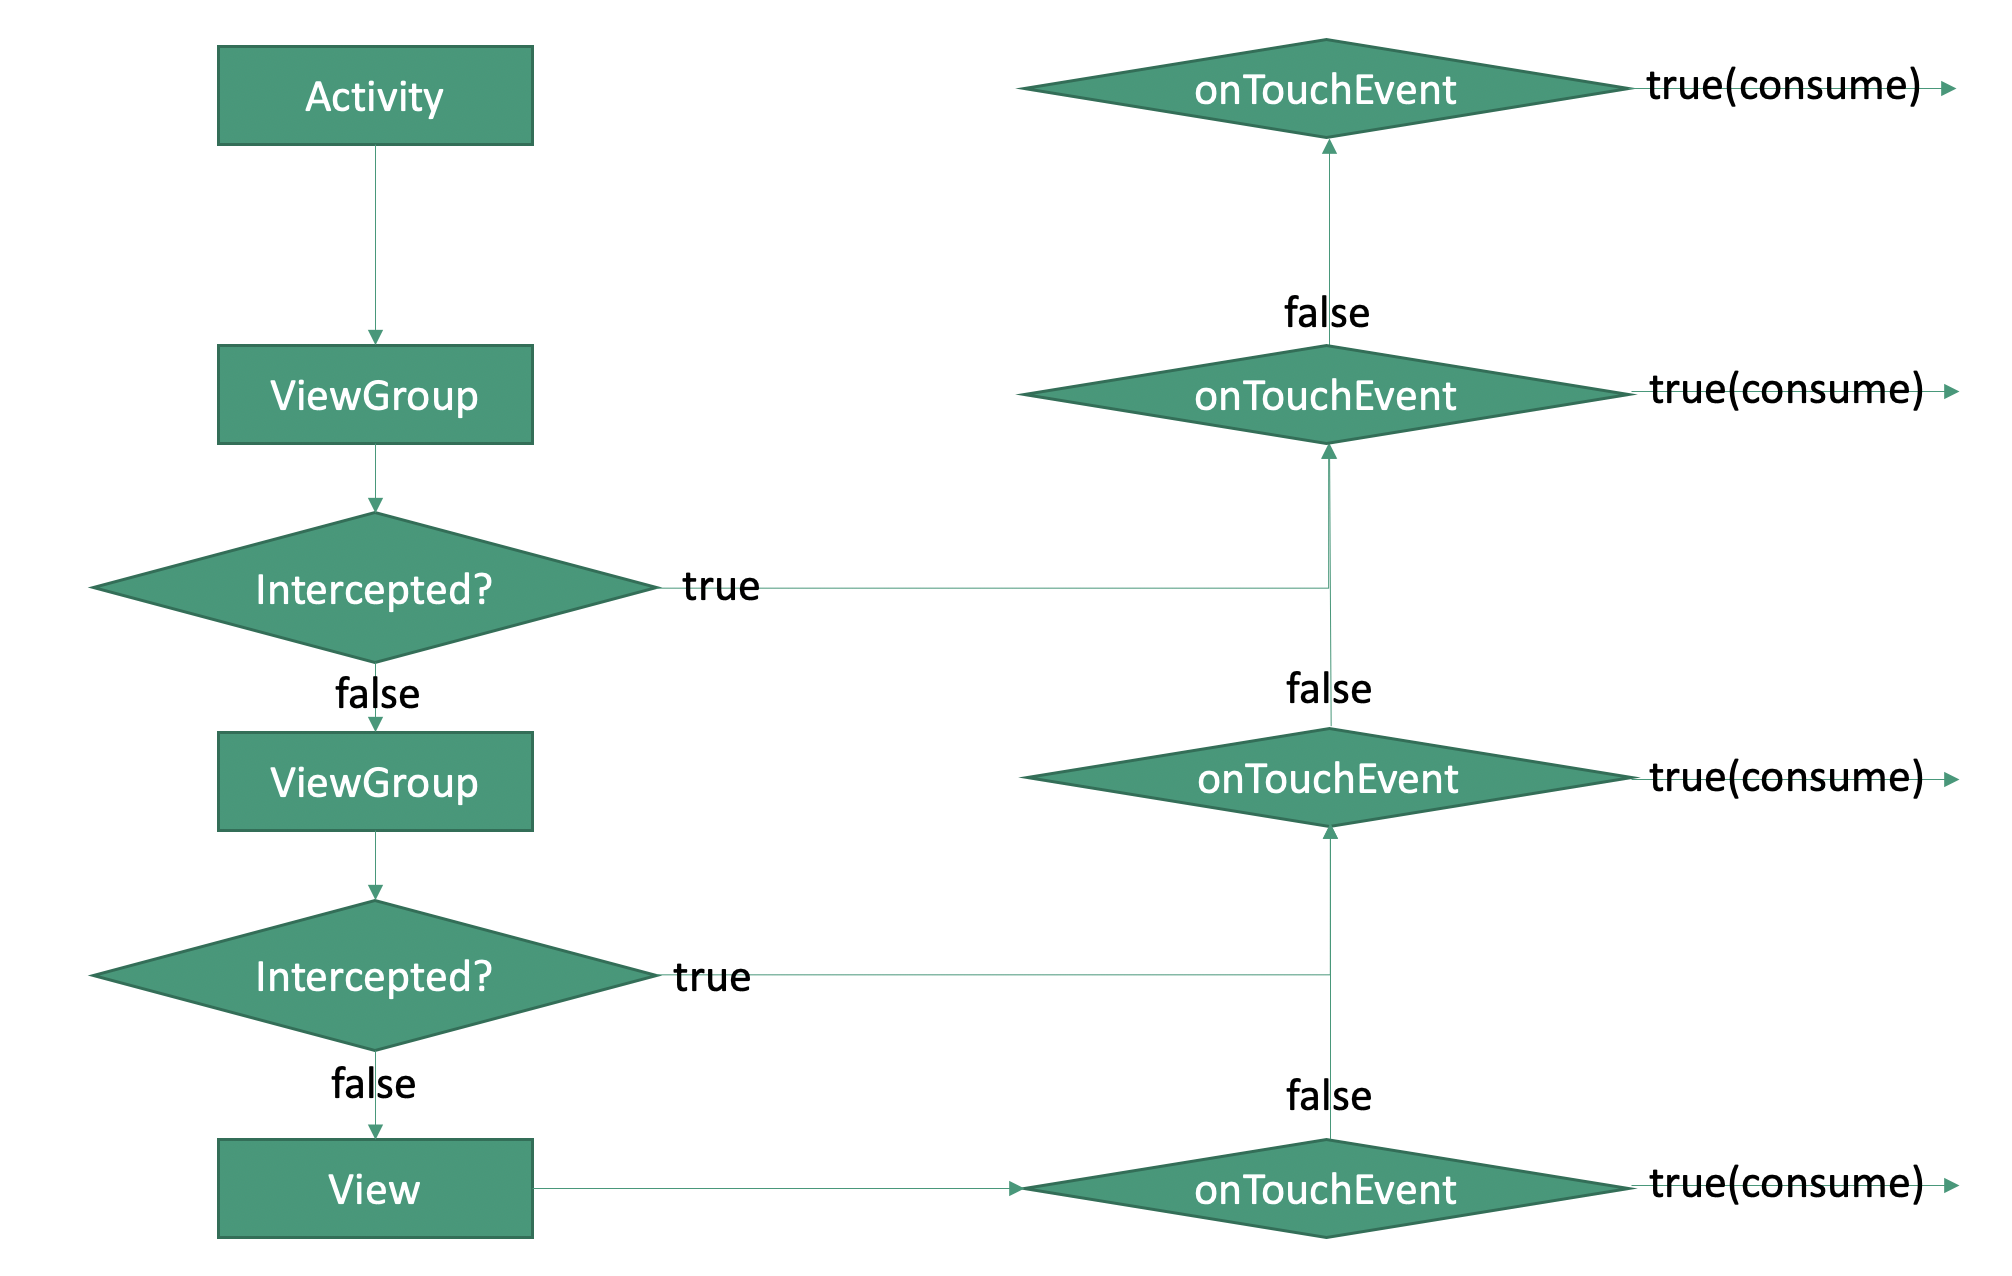 Activity
onTouchEvent
true(consume)
false
ViewGroup
onTouchEvent
true(consume)
Intercepted?
true
false
false
ViewGroup
onTouchEvent
true(consume)
Intercepted?
true
false
false
View
onTouchEvent
true(consume)